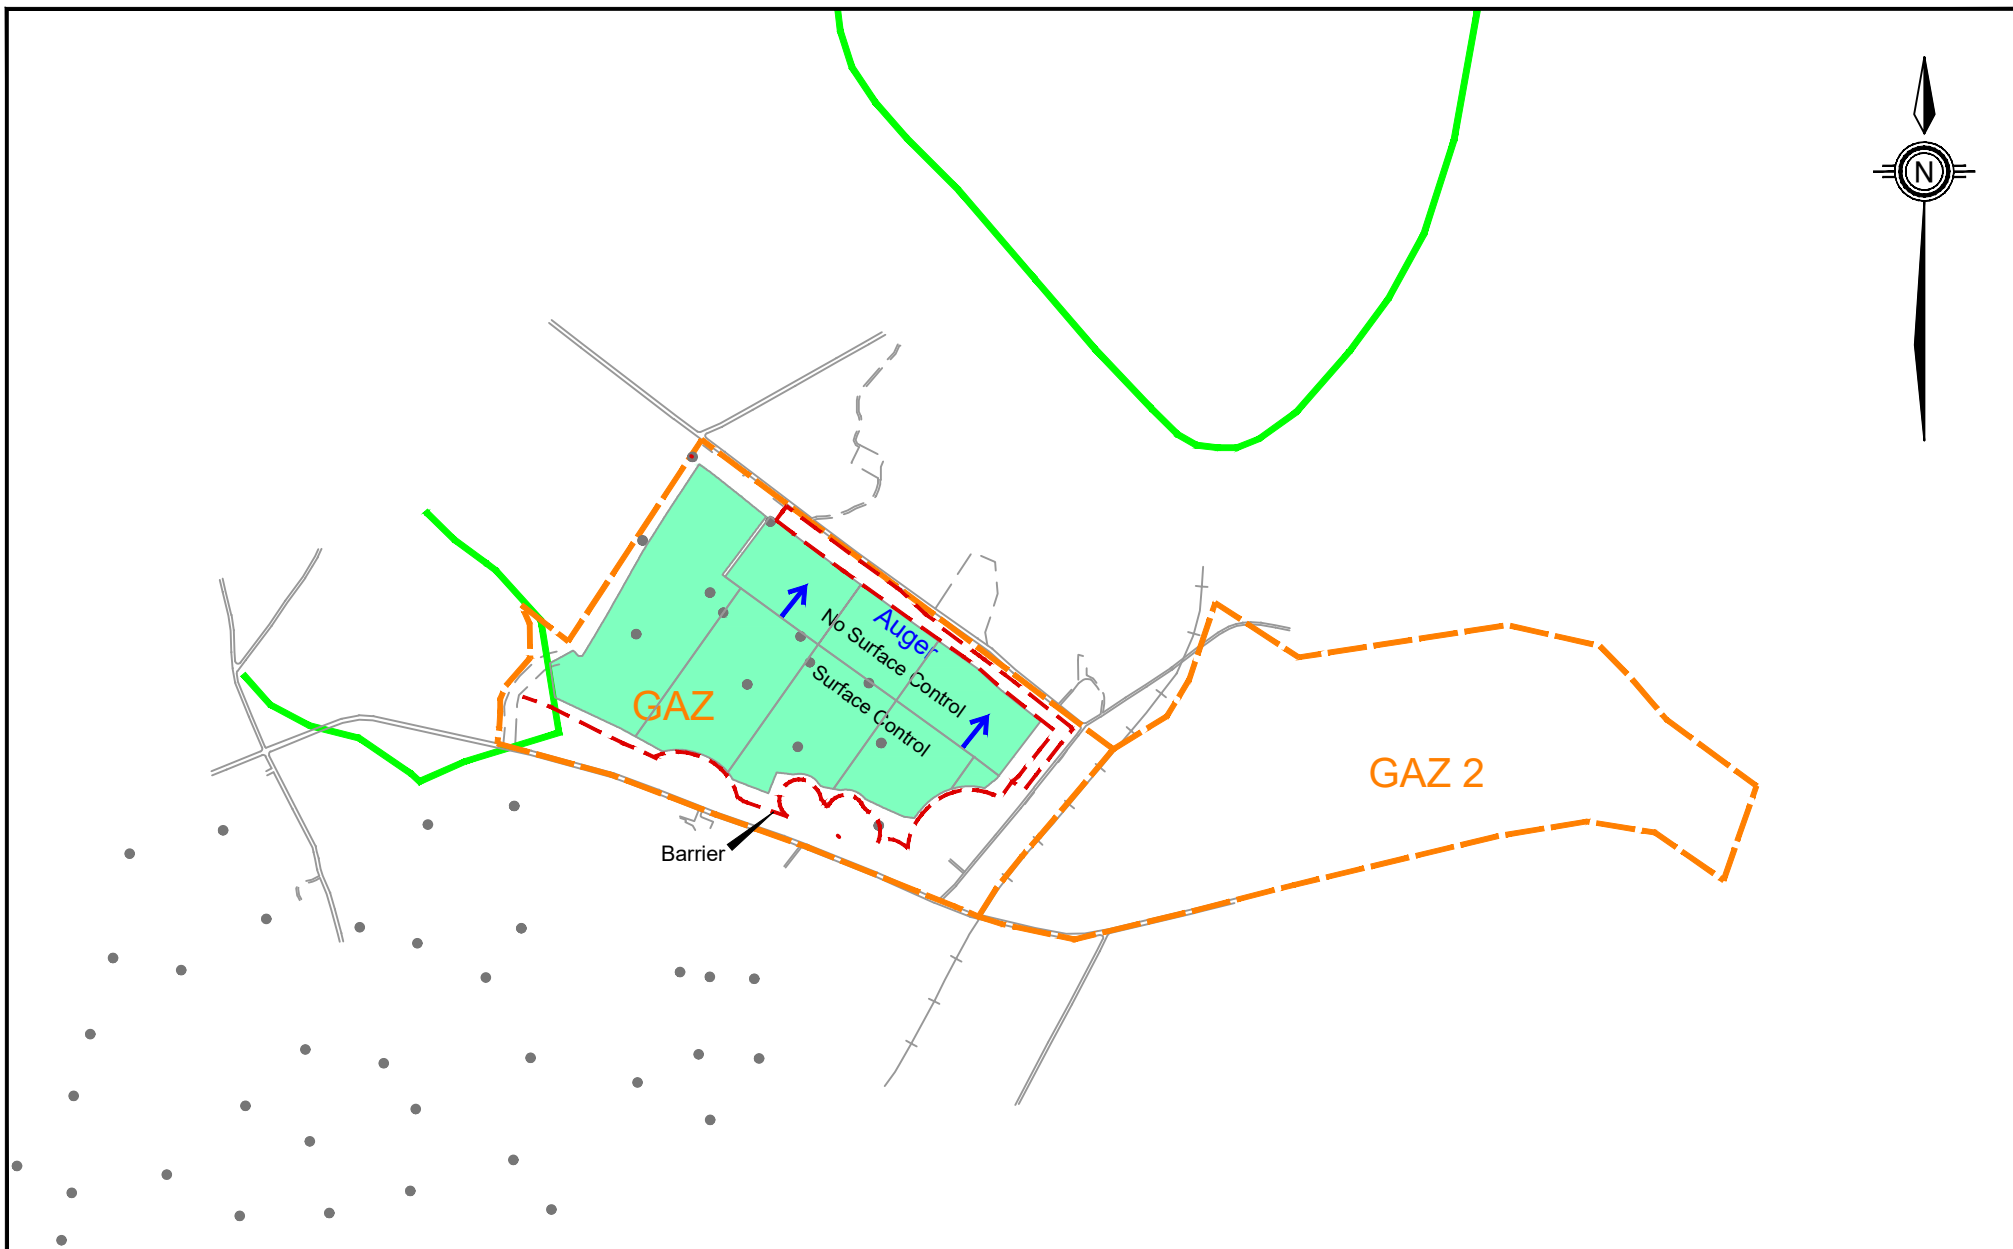 N
Auger
No Surface Control
Surface Control
GAZ
GAZ 2
Barrier